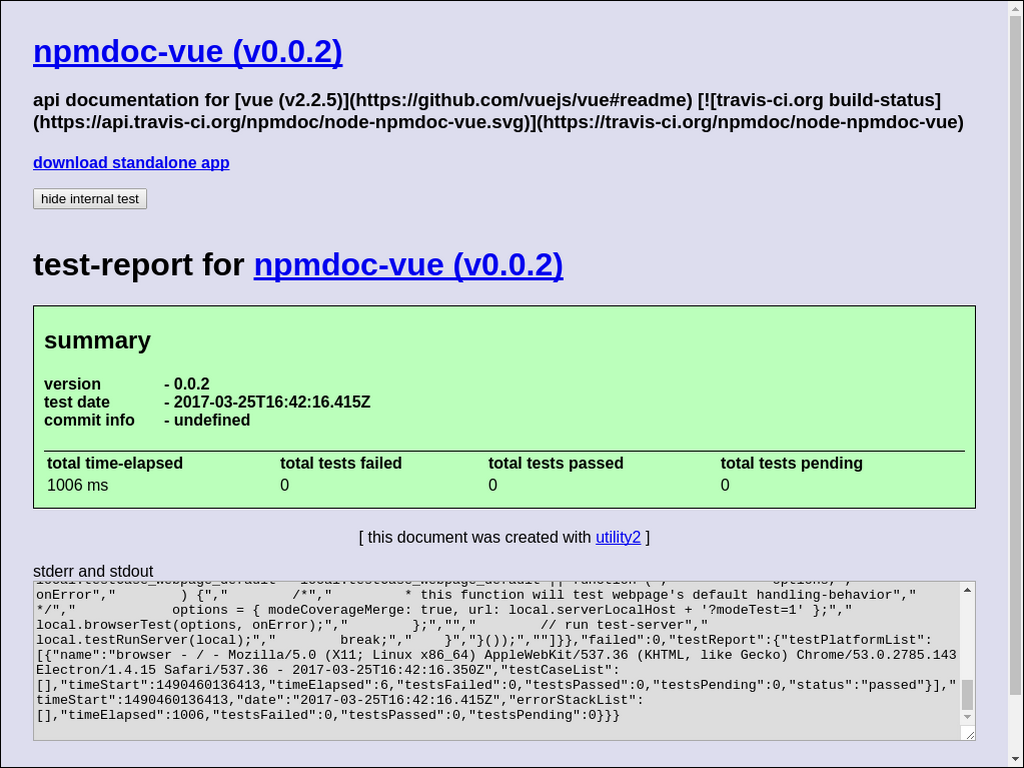 npmdoc-vue (v0.0.2)
api documentation for [vue (v2.2.5)](https://github.com/vuejs/vue#readme) [![travis-ci.org build-status]
(https://api.travis-ci.org/npmdoc/node-npmdoc-vue.svg)](https://travis-ci.org/npmdoc/node-npmdoc-vue)
download standalone app
hide internal test
test-report for npmdoc-vue (v0.0.2)
summary
version - 0.0.2
test date - 2017-03-25T16:42:16.415Z
commit info - undefined
total time-elapsed total tests failed total tests passed total tests pending
1006 ms 0 0 0
[ this document was created with utility2 ]
stderr and stdout
onError","        ) {","        /*","         * this function will test webpage's default handling-behavior","
*/","            options = { modeCoverageMerge: true, url: local.serverLocalHost + '?modeTest=1' };","
local.browserTest(options, onError);","        };","","        // run test-server","
local.testRunServer(local);","        break;","    }","}());",""]}},"failed":0,"testReport":{"testPlatformList":
[{"name":"browser - / - Mozilla/5.0 (X11; Linux x86_64) AppleWebKit/537.36 (KHTML, like Gecko) Chrome/53.0.2785.143
Electron/1.4.15 Safari/537.36 - 2017-03-25T16:42:16.350Z","testCaseList":
[],"timeStart":1490460136413,"timeElapsed":6,"testsFailed":0,"testsPassed":0,"testsPending":0,"status":"passed"}],"
timeStart":1490460136413,"date":"2017-03-25T16:42:16.415Z","errorStackList":
[],"timeElapsed":1006,"testsFailed":0,"testsPassed":0,"testsPending":0}}}